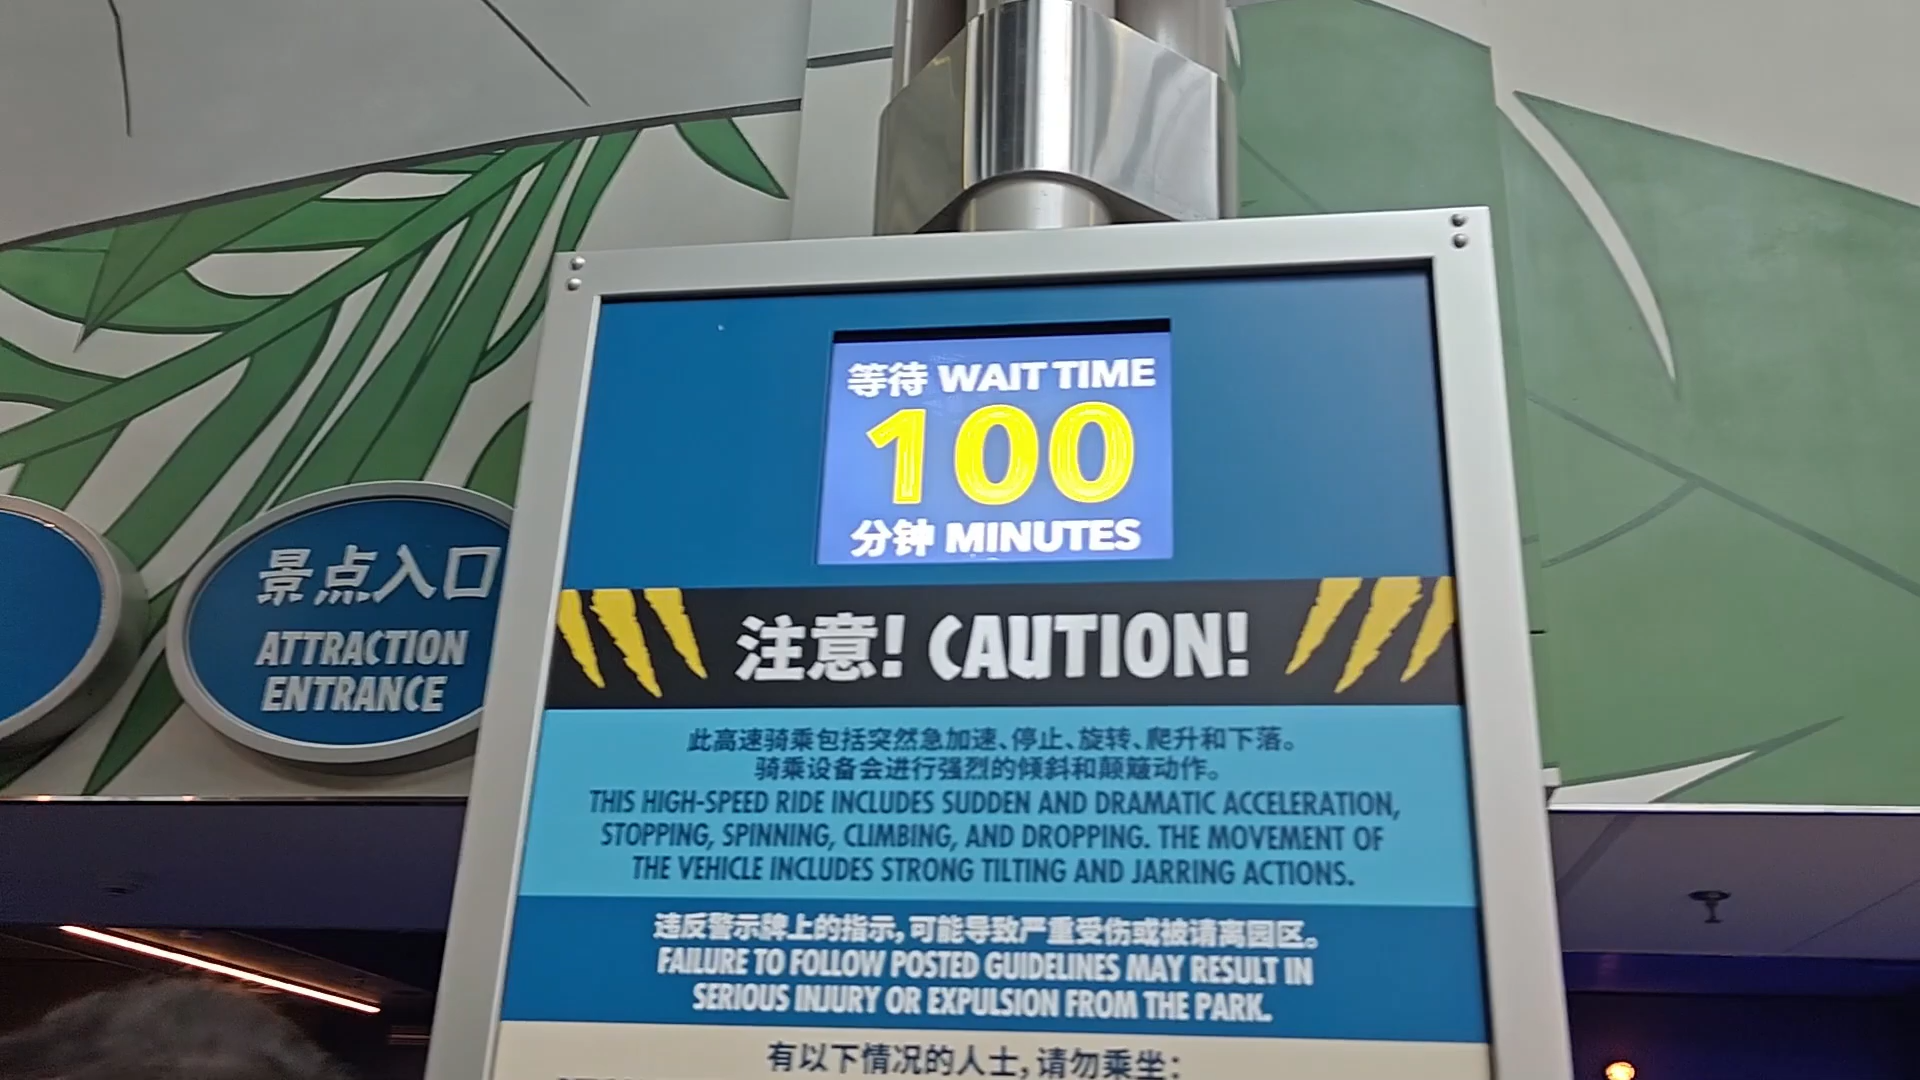 等待 WAIT TIME
100
分钟 MINUTES
景点入口
ATTRACTION
ENTRANCE
注意! CAUTION!
此高速骑乘包括突然急加速、停止、旋转、爬升和下落。
骑乘设备会进行强烈的倾斜和颠簸动作。
THIS HIGH-SPEED RIDE INCLUDES SUDDEN AND DRAMATIC ACCELERATION,
STOPPING, SPINNING, CLIMBING, AND DROPPING. THE MOVEMENT OF
THE VEHICLE INCLUDES STRONG TILTING AND JARRING ACTIONS.
违反警示牌上的指示,可能导致严重受伤或被请离园区。
FAILURE TO FOLLOW POSTED GUIDELINES MAY RESULT IN
SERIOUS INJURY OR EXPULSION FROM THE PARK.
有以下情况的人士,请勿乘坐: